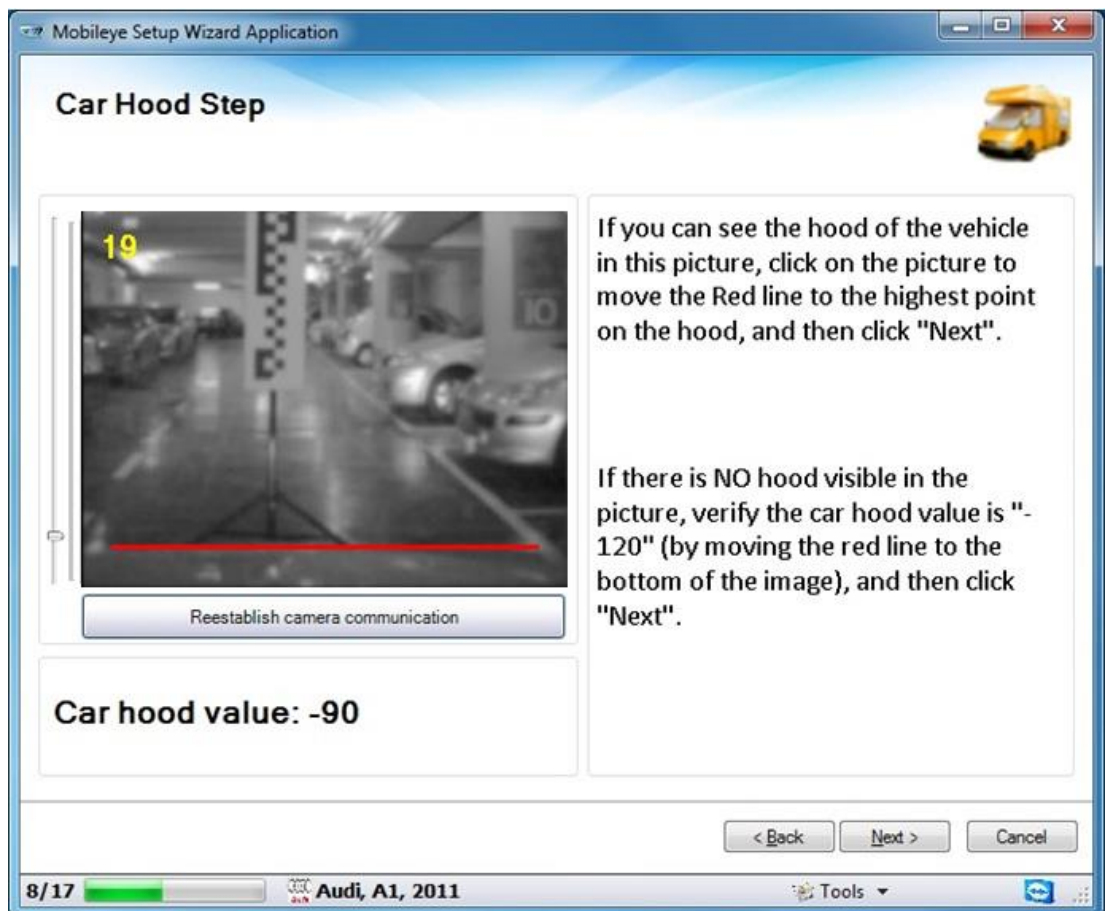 Mobileye Setup Wizard Application
Car Hood Step
19
10
If you can see the hood of the vehicle
in this picture, click on the picture to
move the Red line to the highest point
on the hood, and then click "Next".
If there is NO hood visible in the
picture, verify the car hood value is "-
120" (by moving the red line to the
bottom of the image), and then click
"Next".
Reestablish camera communication
Car hood value: -90
< Back
Next >
Cancel
8/17
Audi, A1, 2011
Tools